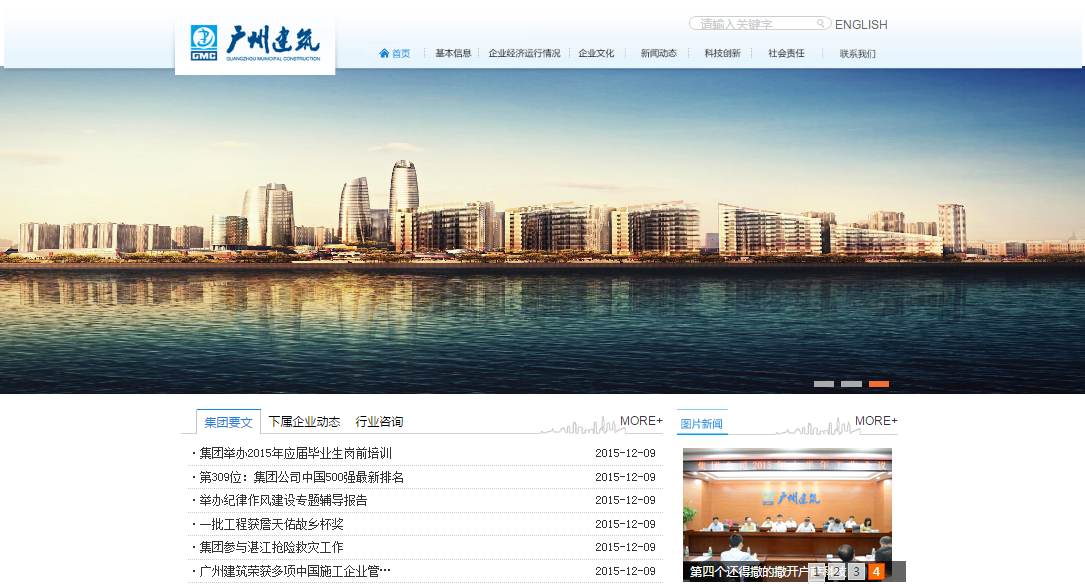 请输入关键字 ENGLISH
GMC 广州建筑
GUANGZHOU MUNICIPAL CONSTRUCTION
首页 基本信息 企业经济运行情况 企业文化 新闻动态 科技创新 社会责任 联系我们
集团要文 下属企业动态 行业咨询 MORE+
·集团举办2015年应届毕业生岗前培训 2015-12-09
·第309位：集团公司中国500强最新排名 2015-12-09
·举办纪律作风建设专题辅导报告 2015-12-09
·一批工程获詹天佑故乡杯奖 2015-12-09
·集团参与湛江抢险救灾工作 2015-12-09
·广州建筑荣获多项中国施工企业管… 2015-12-09
图片新闻 MORE+
广州建筑
第四个还得撒的撒开户
1 2 3 4